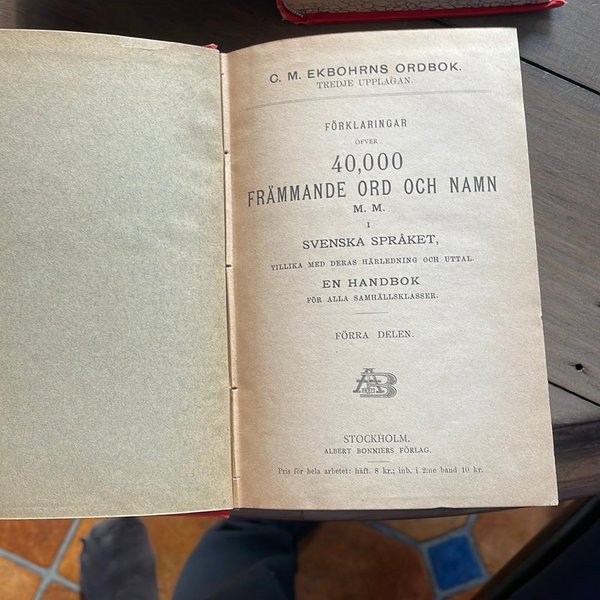 C. M. EKBOHRNS ORDBOK.
TREDJE UPPLAGAN.
FÖRKLARINGAR
ÖFVER
40,000
FRÄMMANDE ORD OCH NAMN
M. M.
I
SVENSKA SPRÅKET,
TILLIKA MED DERAS HÄRLEDNING OCH UTTAL.
EN HANDBOK
FÖR ALLA SAMHÄLLSKLASSER.
FÖRRA DELEN.
AB
STOCKHOLM.
ALBERT BONNIERS FÖRLAG.
Pris för hela arbetet: häft. 8 kr.; inb. i 2:ne band 10 kr.